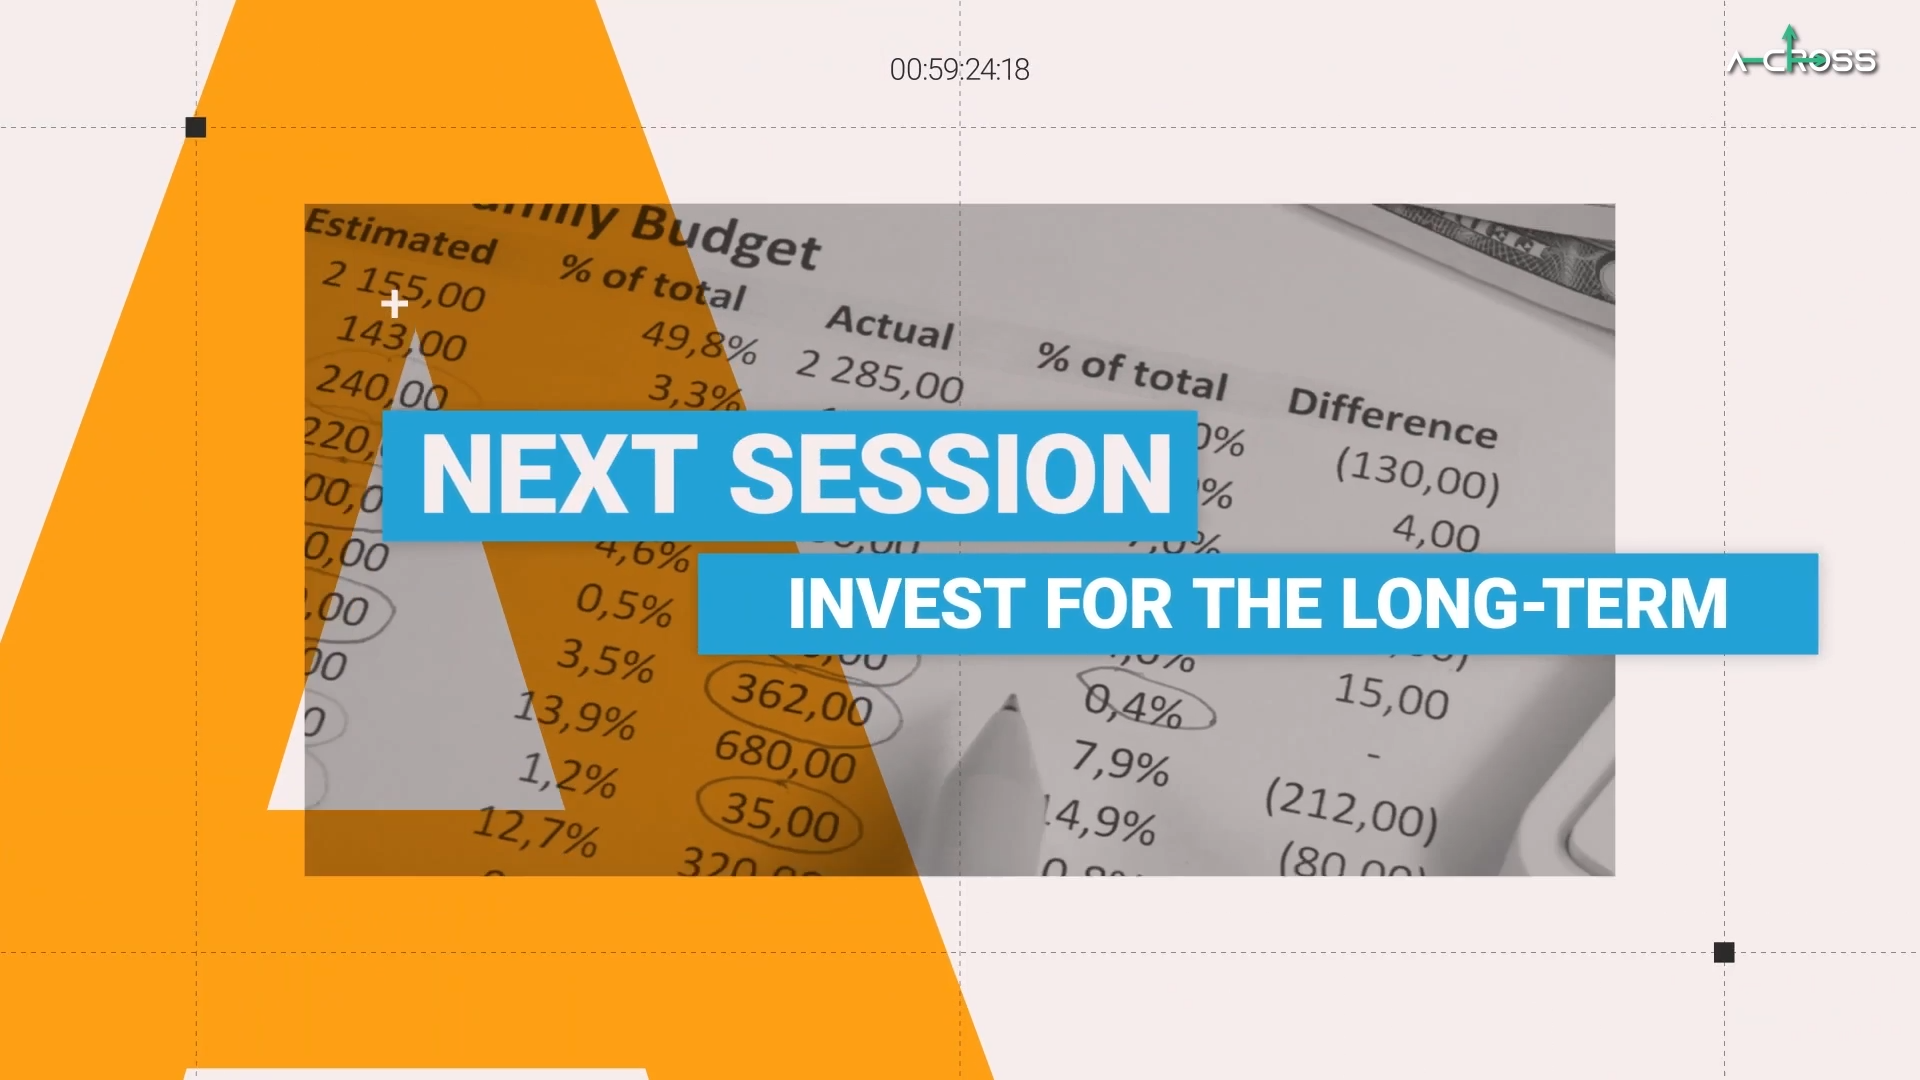 00:59:24:18
A-CROSS
Family Budget
Estimated % of total Actual % of total Difference
2 155,00 49,8% 2 285,00 (130,00)
143,00 3,3% 4,00
240,00
NEXT SESSION
INVEST FOR THE LONG-TERM
4,6%
0,5%
3,5% 362,00 0,4% 15,00
13,9% 680,00 7,9% -
1,2% 35,00 14,9% (212,00)
12,7%